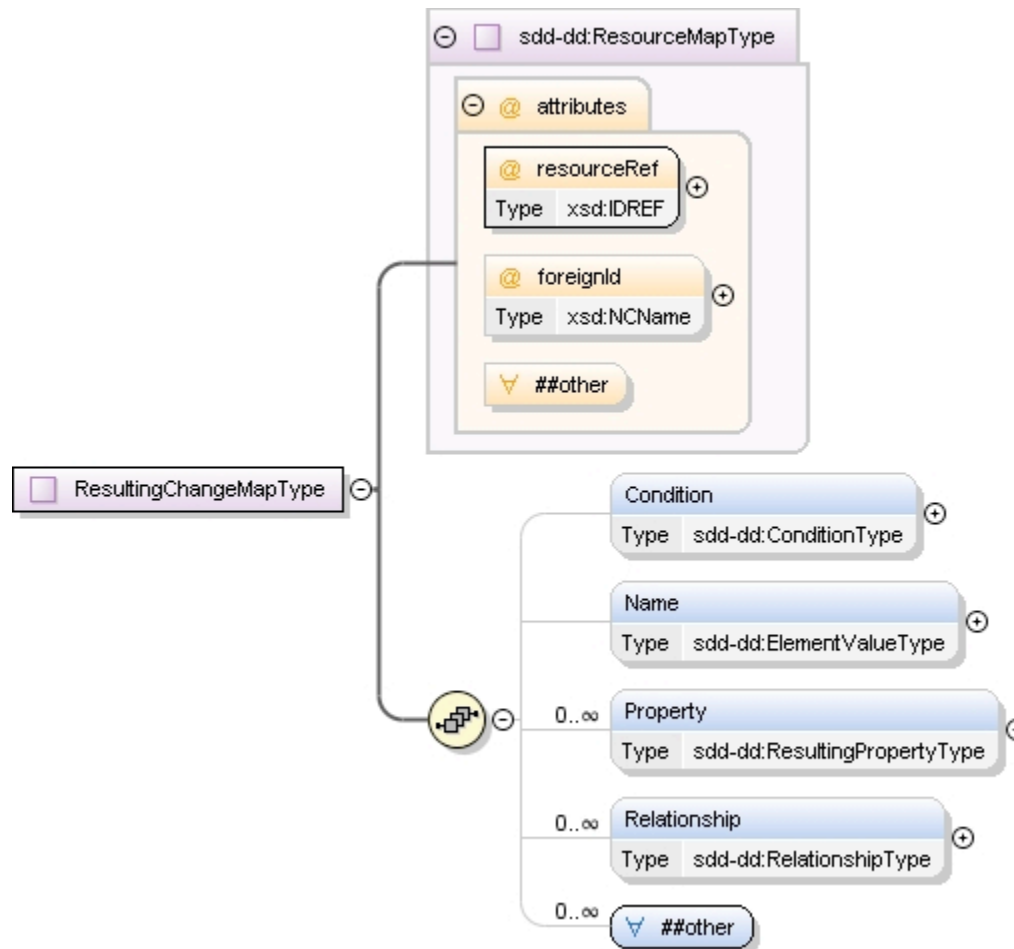 sdd-dd:ResourceMapType
@ attributes
@ resourceRef
Type xsd:IDREF
@ foreignId
Type xsd:NCName
∀ ##other
ResultingChangeMapType
Condition
Type sdd-dd:ConditionType
Name
Type sdd-dd:ElementValueType
0..∞ Property
Type sdd-dd:ResultingPropertyType
0..∞ Relationship
Type sdd-dd:RelationshipType
0..∞ ∀ ##other